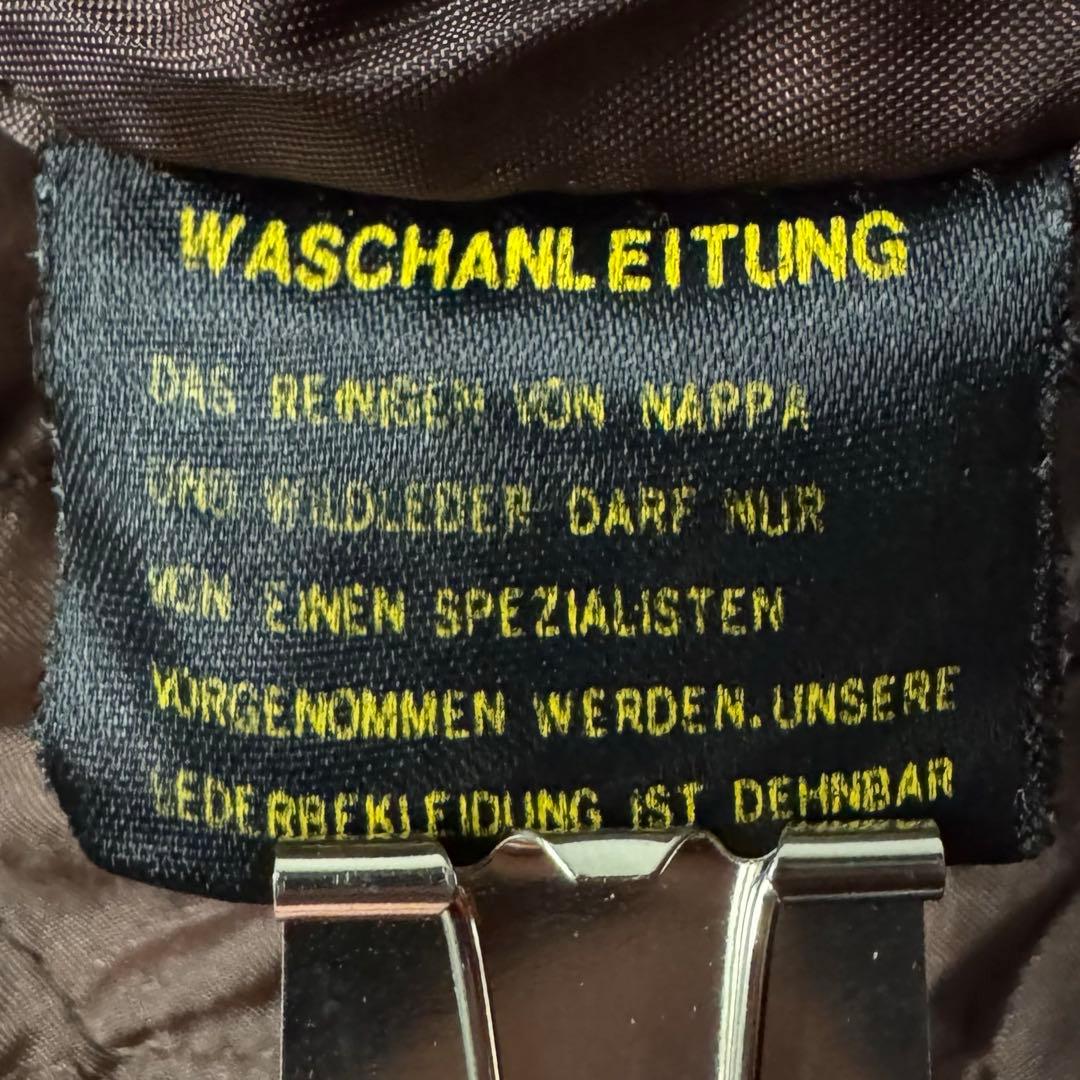 WASCHANLEITUNG
DAS REINIGEN VON NAPPA
UND WILDLEDER DARF NUR
VON EINEN SPEZIALISTEN
VORGENOMMEN WERDEN. UNSERE
LEDERBEKLEIDUNG IST DEHNBAR